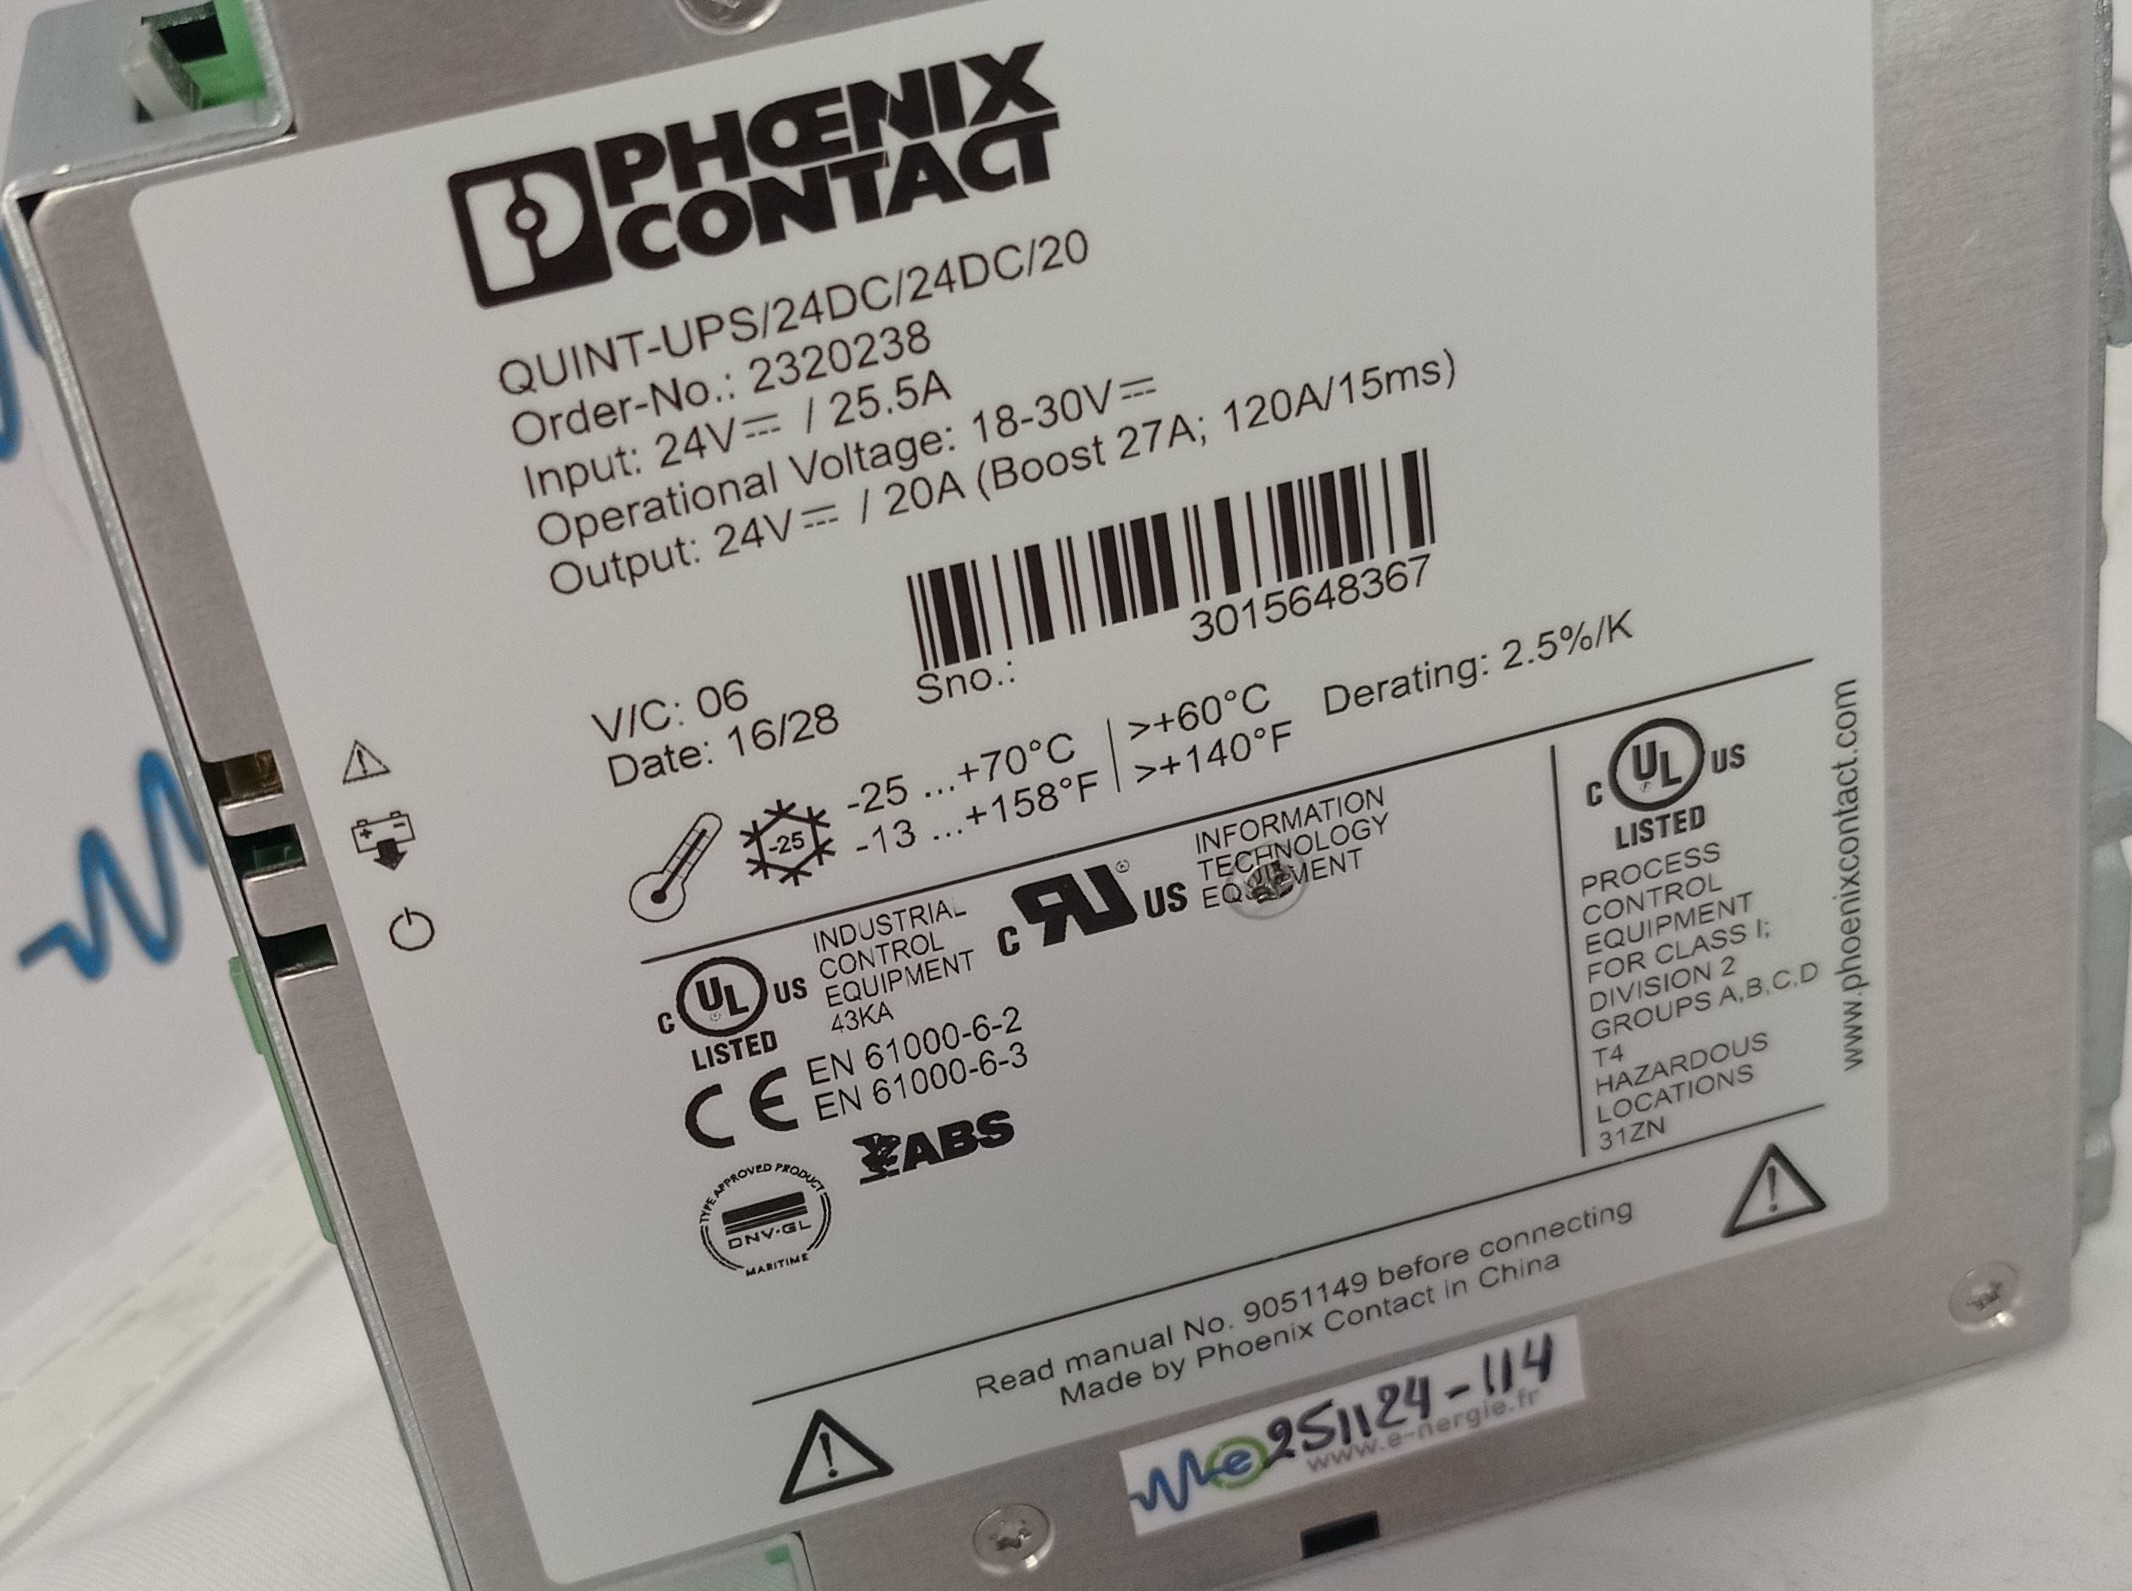 PHŒNIX
CONTACT
QUINT-UPS/24DC/24DC/20
Order-No.: 2320238
Input: 24V⎓ / 25.5A
Operational Voltage: 18-30V⎓
Output: 24V⎓ / 20A (Boost 27A; 120A/15ms)
3015648367
Sno.:
V/C: 06
Date: 16/28
-25
-25 ...+70°C
-13 ...+158°F
>+60°C
>+140°F
Derating: 2.5%/K
C UL US
LISTED
INDUSTRIAL
CONTROL
EQUIPMENT
43KA
C RU ® US
INFORMATION
TECHNOLOGY
EQUIPMENT
C UL US
LISTED
PROCESS
CONTROL
EQUIPMENT
FOR CLASS I;
DIVISION 2
GROUPS A,B,C,D
T4
HAZARDOUS
LOCATIONS
31ZN
www.phoenixcontact.com
CE
EN 61000-6-2
EN 61000-6-3
TYPE APPROVED PRODUCT
DNV·GL
MARITIME
ABS
Read manual No. 9051149 before connecting
Made by Phoenix Contact in China
e 251124-114
www.e-nergie.fr